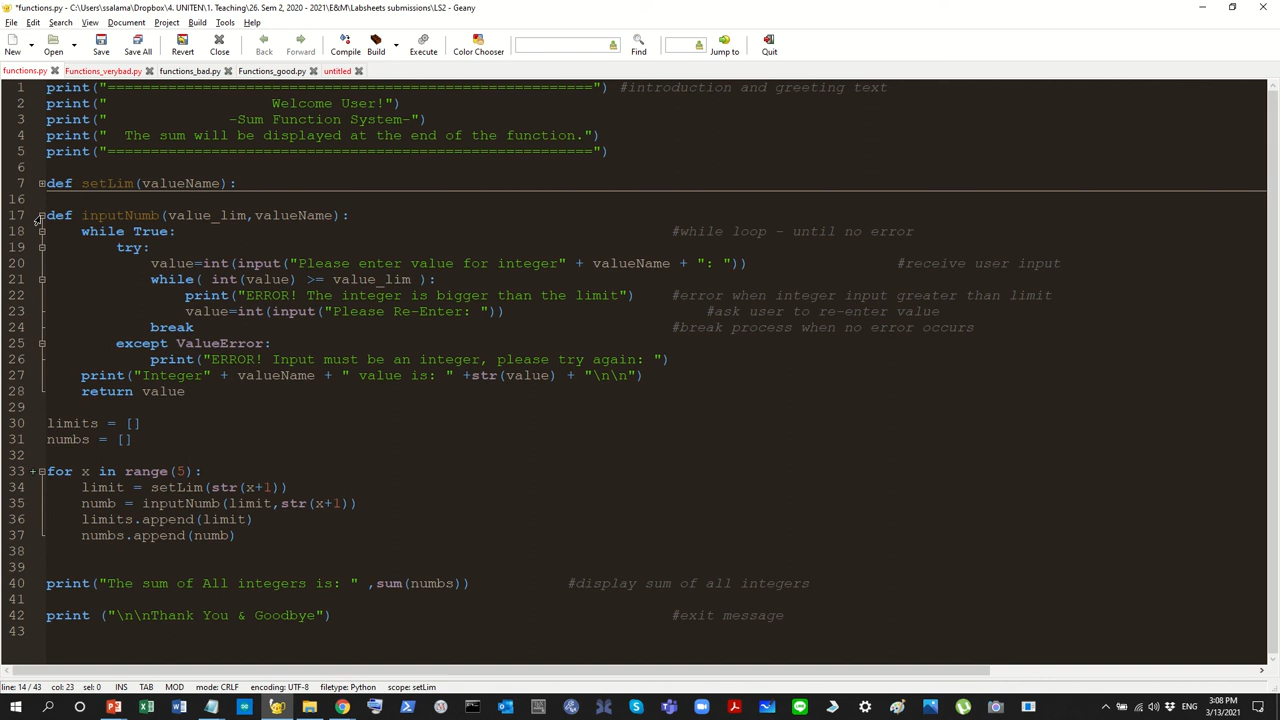 *functions.py - C:\Users\ssalama\Dropbox\4. UNITEN\1. Teaching\26. Sem 2, 2020 - 2021\E&M\Labsheets submissions\LS2 - Geany
File Edit Search View Document Project Build Tools Help
New Open Save Save All Revert Close Back Forward Compile Build Execute Color Chooser Find Jump to Quit
functions.py Functions_verybad.py functions_bad.py Functions_good.py untitled
1 print("========================================================") #introduction and greeting text
2 print("                   Welcome User!")
3 print("              -Sum Function System-")
4 print("  The sum will be displayed at the end of the function.")
5 print("========================================================")
6
7 def setLim(valueName):
16
17 def inputNumb(value_lim,valueName):
18     while True: #while loop - until no error
19         try:
20             value=int(input("Please enter value for integer" + valueName + ": ")) #receive user input
21             while( int(value) >= value_lim ):
22                 print("ERROR! The integer is bigger than the limit") #error when integer input greater than limit
23                 value=int(input("Please Re-Enter: ")) #ask user to re-enter value
24             break #break process when no error occurs
25         except ValueError:
26             print("ERROR! Input must be an integer, please try again: ")
27     print("Integer" + valueName + " value is: " +str(value) + "\n\n")
28     return value
29
30 limits = []
31 numbs = []
32
33 for x in range(5):
34     limit = setLim(str(x+1))
35     numb = inputNumb(limit,str(x+1))
36     limits.append(limit)
37     numbs.append(numb)
38
39
40 print("The sum of All integers is: " ,sum(numbs)) #display sum of all integers
41
42 print ("\n\nThank You & Goodbye") #exit message
43
line: 14 / 43 col: 23 sel: 0 INS TAB MOD mode: CRLF encoding: UTF-8 filetype: Python scope: setLim
ENG 3:08 PM
3/13/2021